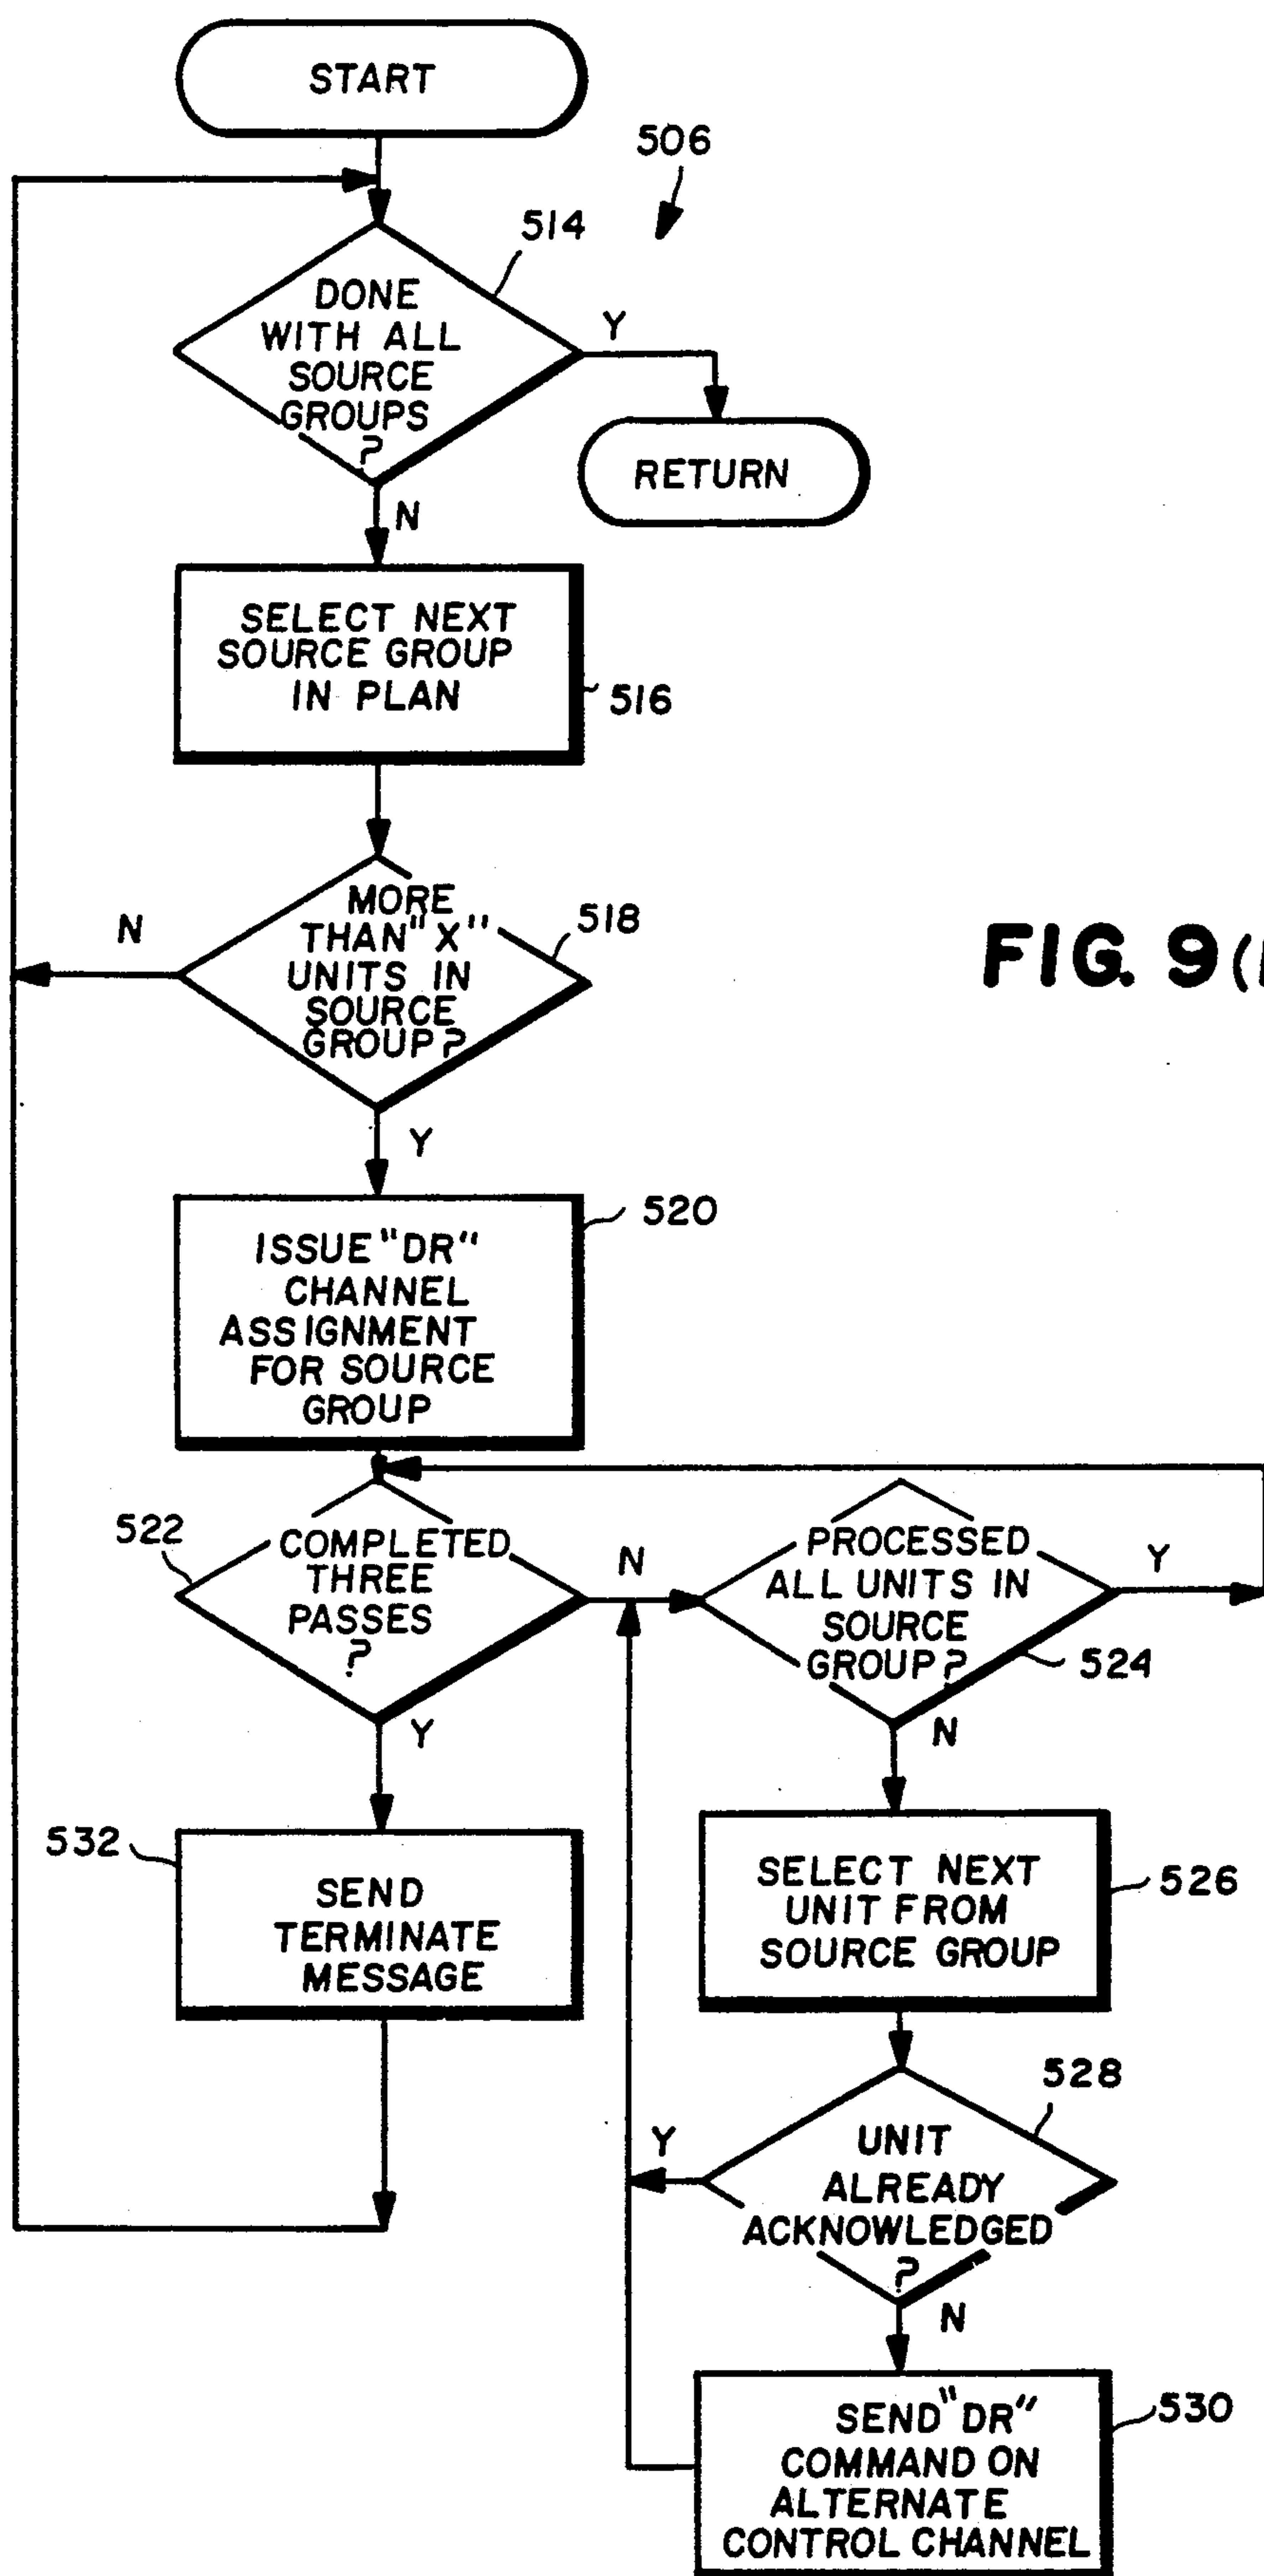 START
506
514
DONE
WITH ALL
SOURCE
GROUPS
?
Y
RETURN
N
SELECT NEXT
SOURCE GROUP
IN PLAN
516
MORE
THAN "X"
UNITS IN
SOURCE
GROUP?
518
N
FIG. 9(
Y
ISSUE "DR"
CHANNEL
ASSIGNMENT
FOR SOURCE
GROUP
520
522
COMPLETED
THREE
PASSES
?
N
PROCESSED
ALL UNITS IN
SOURCE
GROUP?
Y
524
Y
N
532
SEND
TERMINATE
MESSAGE
SELECT NEXT
UNIT FROM
SOURCE GROUP
526
528
Y
UNIT
ALREADY
ACKNOWLEDGED
?
N
SEND "DR"
COMMAND ON
ALTERNATE
CONTROL CHANNEL
530